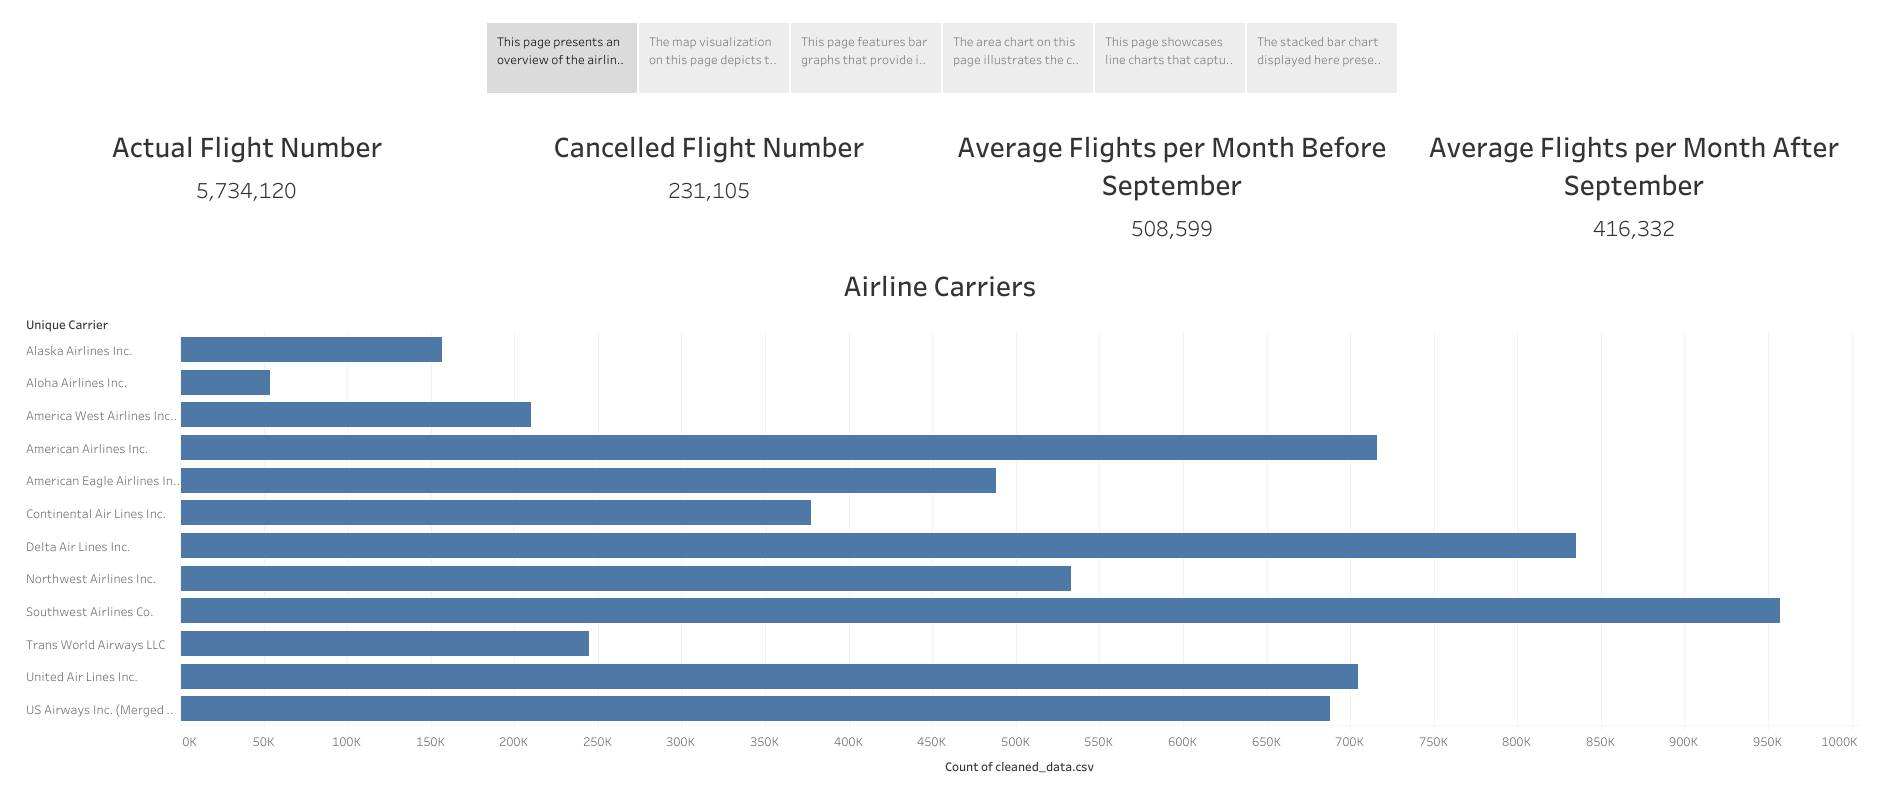 This page presents an
overview of the airlin..
The map visualization
on this page depicts t..
This page features bar
graphs that provide i..
The area chart on this
page illustrates the c..
This page showcases
line charts that captu..
The stacked bar chart
displayed here prese..
Actual Flight Number
5,734,120
Cancelled Flight Number
231,105
Average Flights per Month Before
September
508,599
Average Flights per Month After
September
416,332
Airline Carriers
Unique Carrier
Alaska Airlines Inc.
Aloha Airlines Inc.
America West Airlines Inc..
American Airlines Inc.
American Eagle Airlines In..
Continental Air Lines Inc.
Delta Air Lines Inc.
Northwest Airlines Inc.
Southwest Airlines Co.
Trans World Airways LLC
United Air Lines Inc.
US Airways Inc. (Merged ..
0K 50K 100K 150K 200K 250K 300K 350K 400K 450K 500K 550K 600K 650K 700K 750K 800K 850K 900K 950K 1000K
Count of cleaned_data.csv